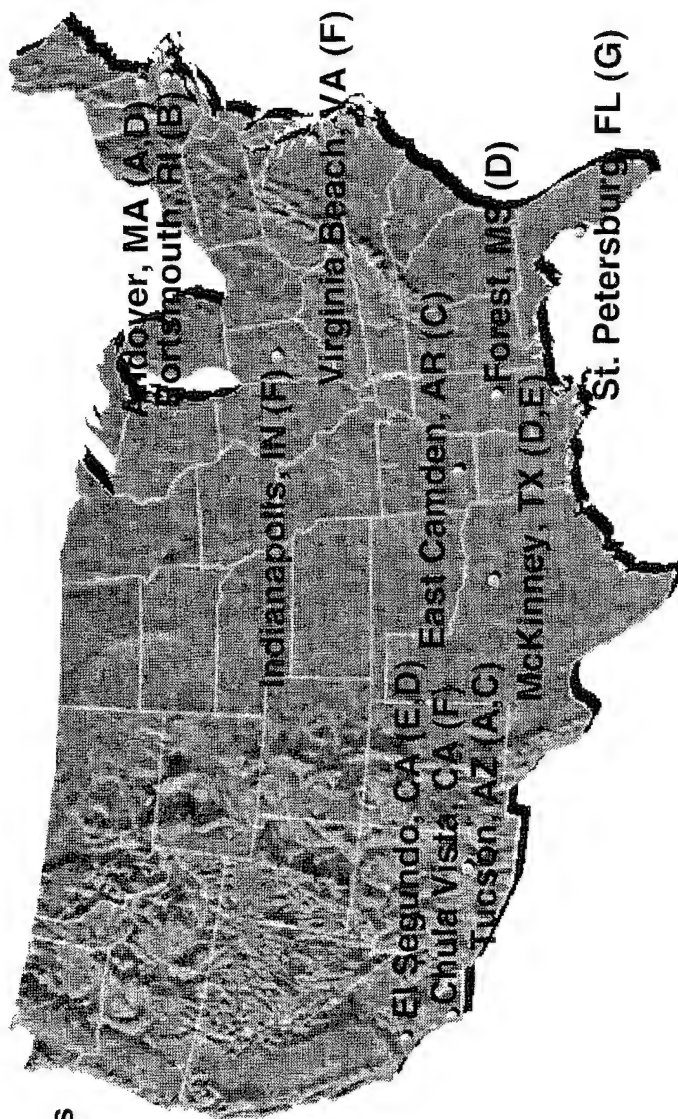 s
Andover, MA (A,D)
Portsmouth, RI (B)
Indianapolis, IN (F)
Virginia Beach, VA (F)
El Segundo, CA (E,D)
Chula Vista, CA (F)
Tucson, AZ (A,C)
East Camden, AR (C)
McKinney, TX (D,E)
Forest, MS (D)
St. Petersburg, FL (G)